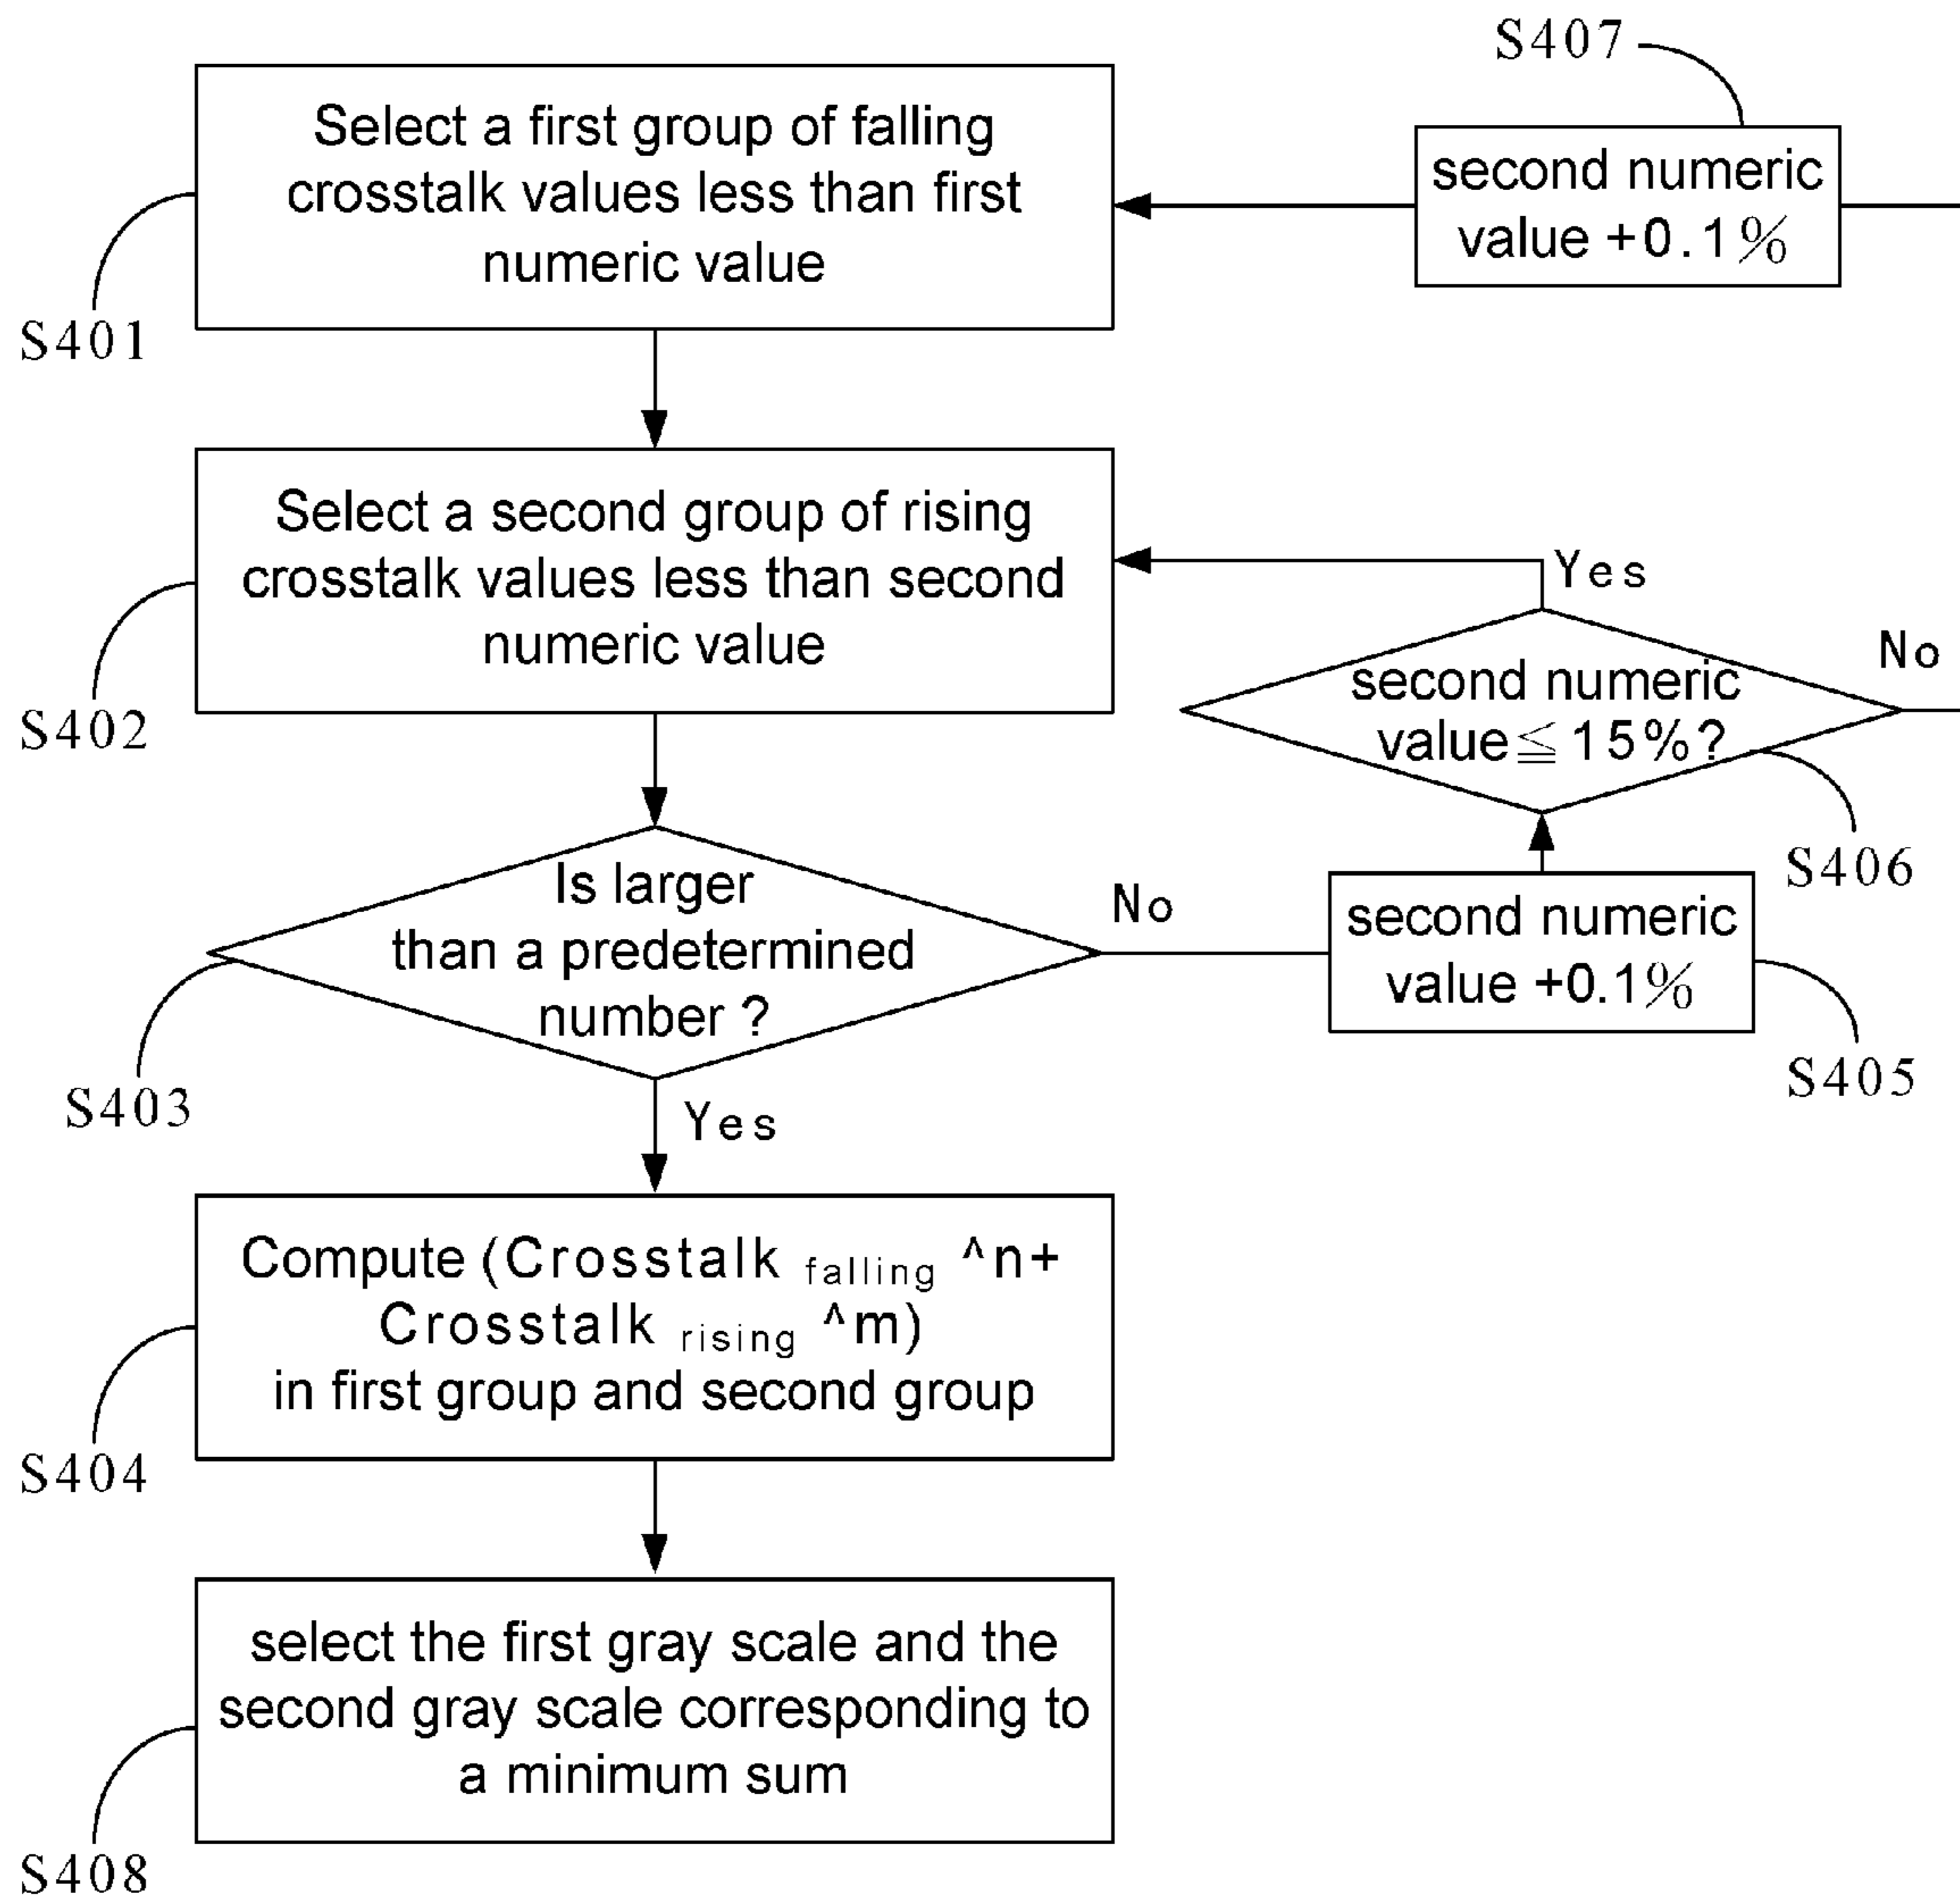 S407
Select a first group of falling
crosstalk values less than first
numeric value
second numeric
value +0.1%
S401
Select a second group of rising
crosstalk values less than second
numeric value
Yes
No
second numeric
value≦15%?
S402
S406
Is larger
than a predetermined
number ?
No
second numeric
value +0.1%
S403
S405
Yes
Compute (Crosstalk falling ^n+
Crosstalk rising ^m)
in first group and second group
S404
select the first gray scale and the
second gray scale corresponding to
a minimum sum
S408